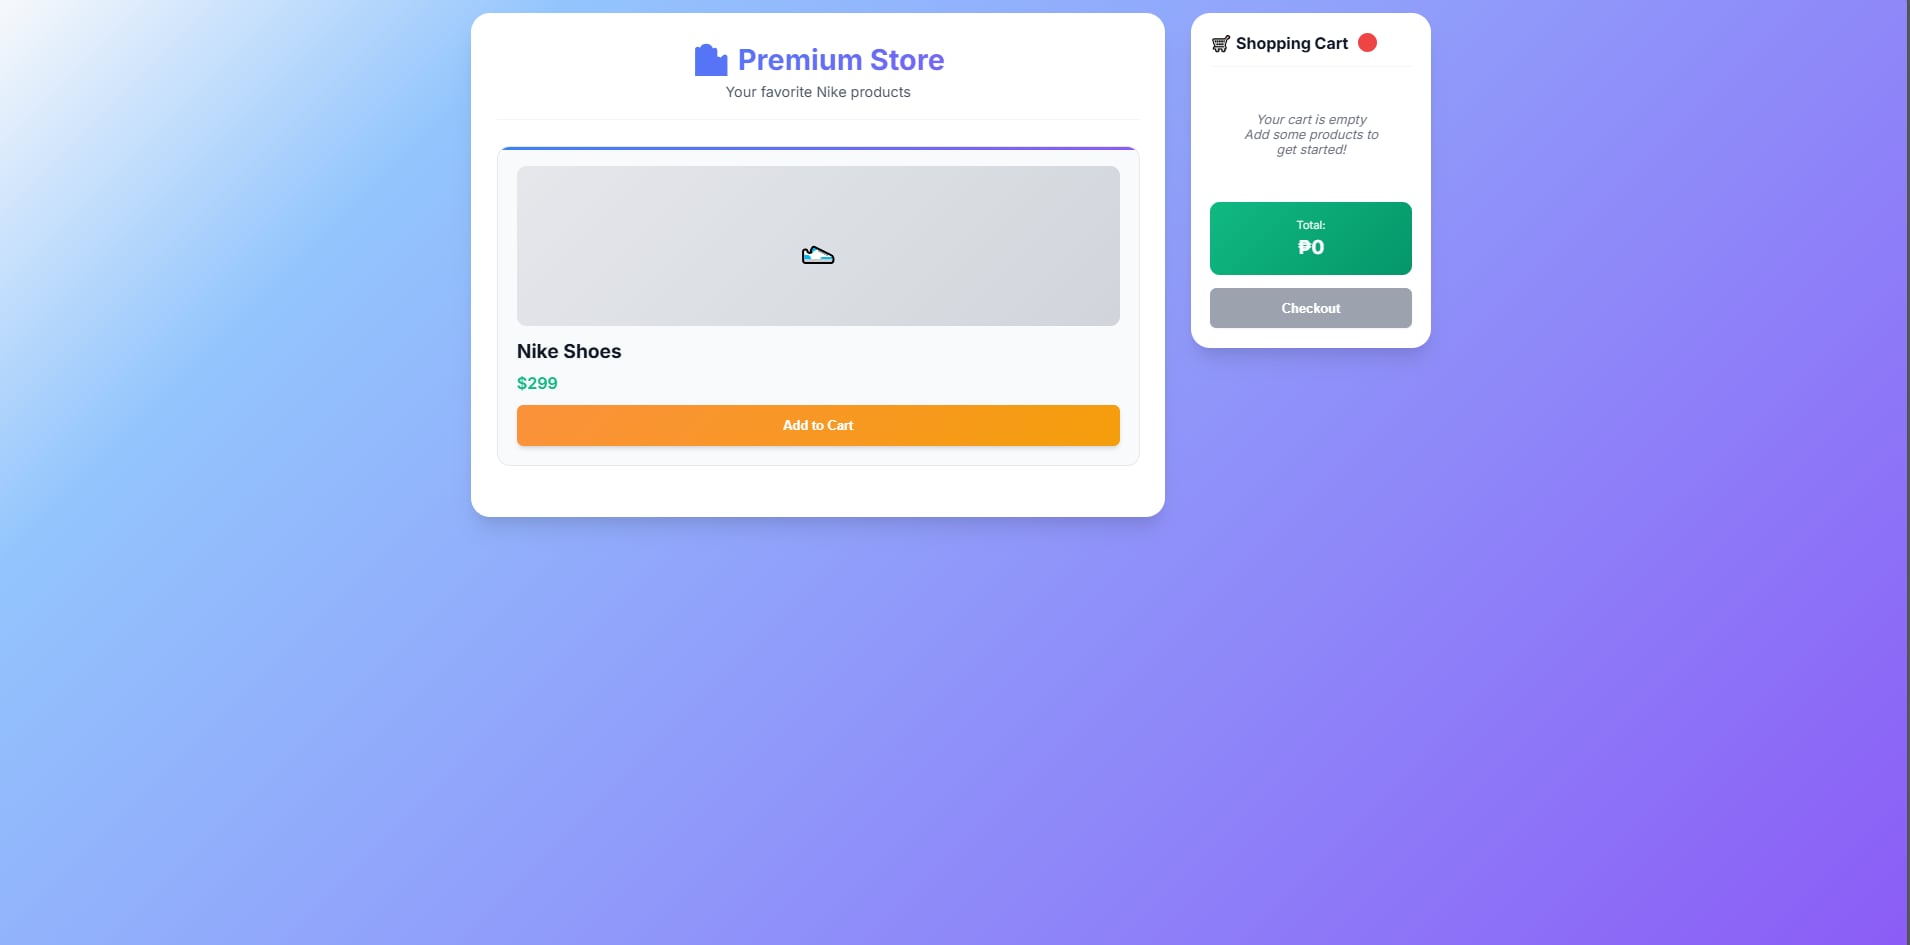 Premium Store
Your favorite Nike products
Nike Shoes
$299
Add to Cart
Shopping Cart
Your cart is empty
Add some products to
get started!
Total:
₱0
Checkout